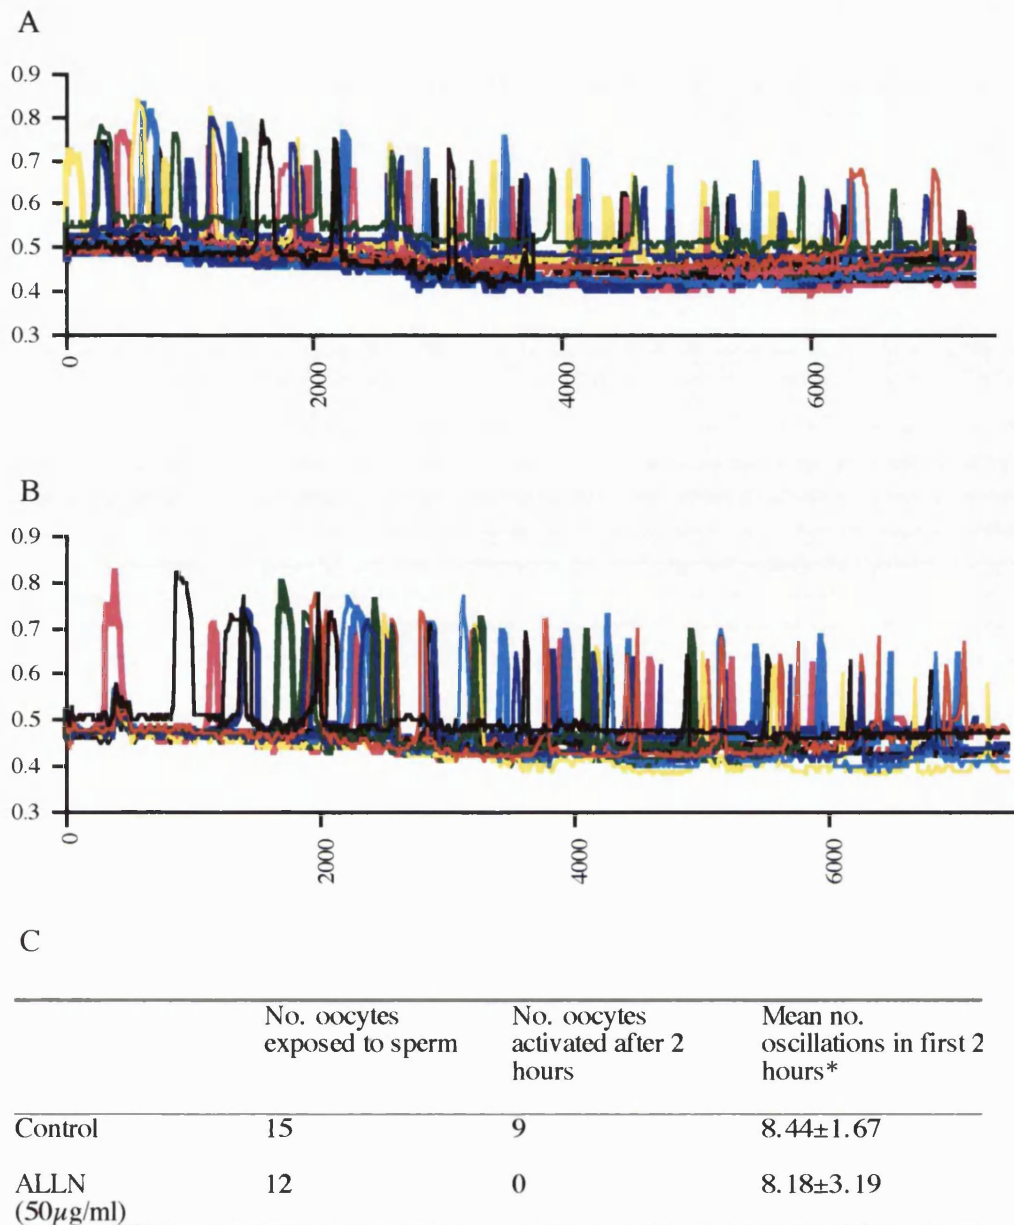 A
0.9
0.8
0.7
0.6
0.5
0.4
0.3
0
2000
4000
6000
B
0.9
0.8
0.7
0.6
0.5
0.4
0.3
0
2000
4000
6000
C
No. oocytes exposed to sperm
No. oocytes activated after 2 hours
Mean no. oscillations in first 2 hours*
Control 15 9 8.44±1.67
ALLN (50µg/ml) 12 0 8.18±3.19